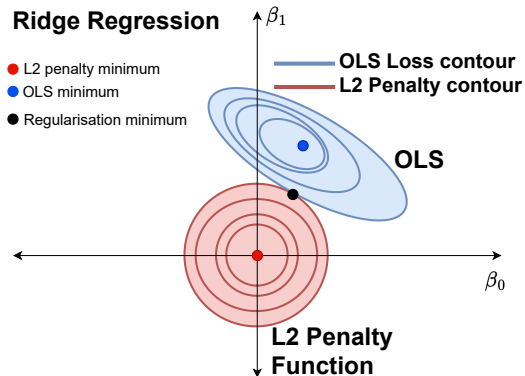 Ridge Regression
β₁
L2 penalty minimum
OLS minimum
Regularisation minimum
OLS Loss contour
L2 Penalty contour
OLS
β₀
L2 Penalty
Function